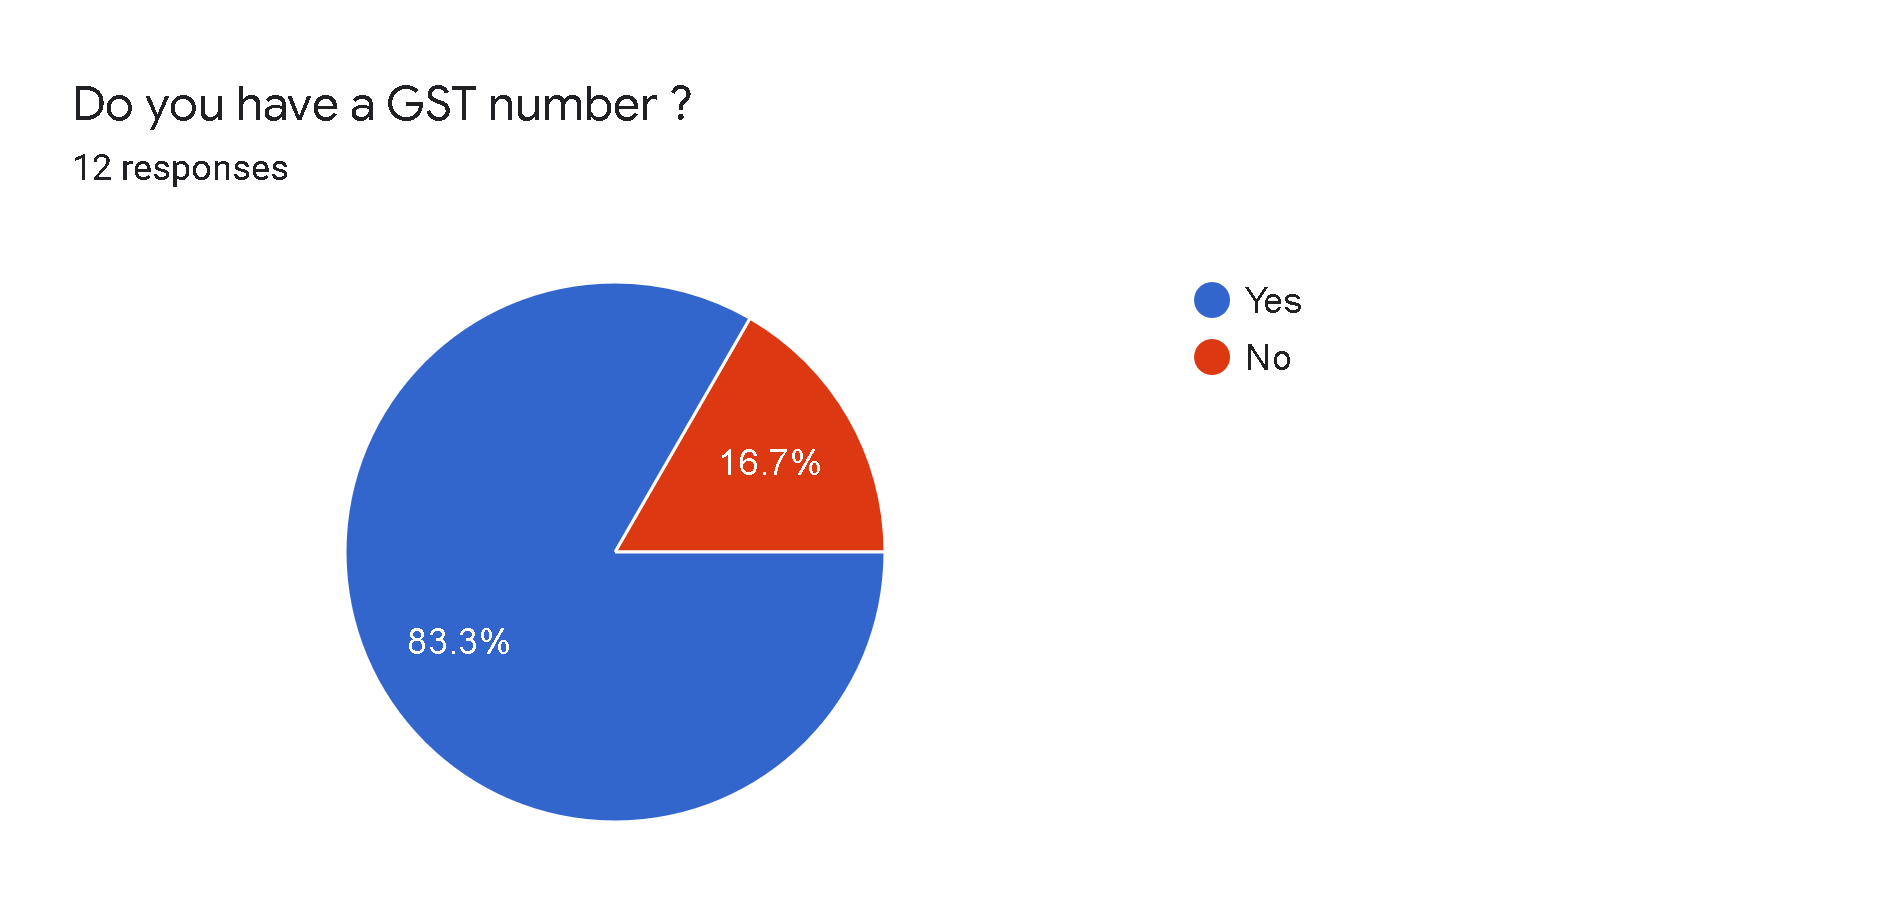 Do you have a GST number ?
12 responses
Yes
No
16.7%
83.3%